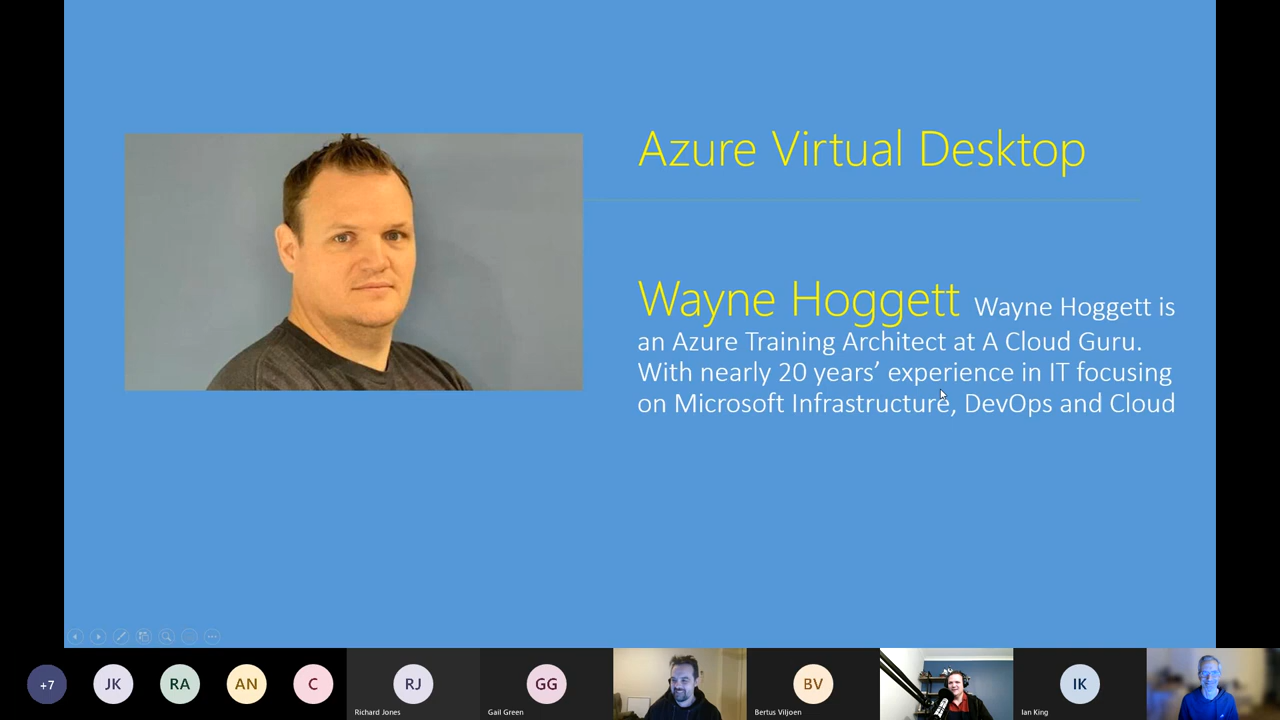 Azure Virtual Desktop
Wayne Hoggett Wayne Hoggett is
an Azure Training Architect at A Cloud Guru.
With nearly 20 years’ experience in IT focusing
on Microsoft Infrastructure, DevOps and Cloud
+7
JK
RA
AN
C
RJ
GG
BV
IK
Richard Jones
Gail Green
Bertus Viljoen
Ian King